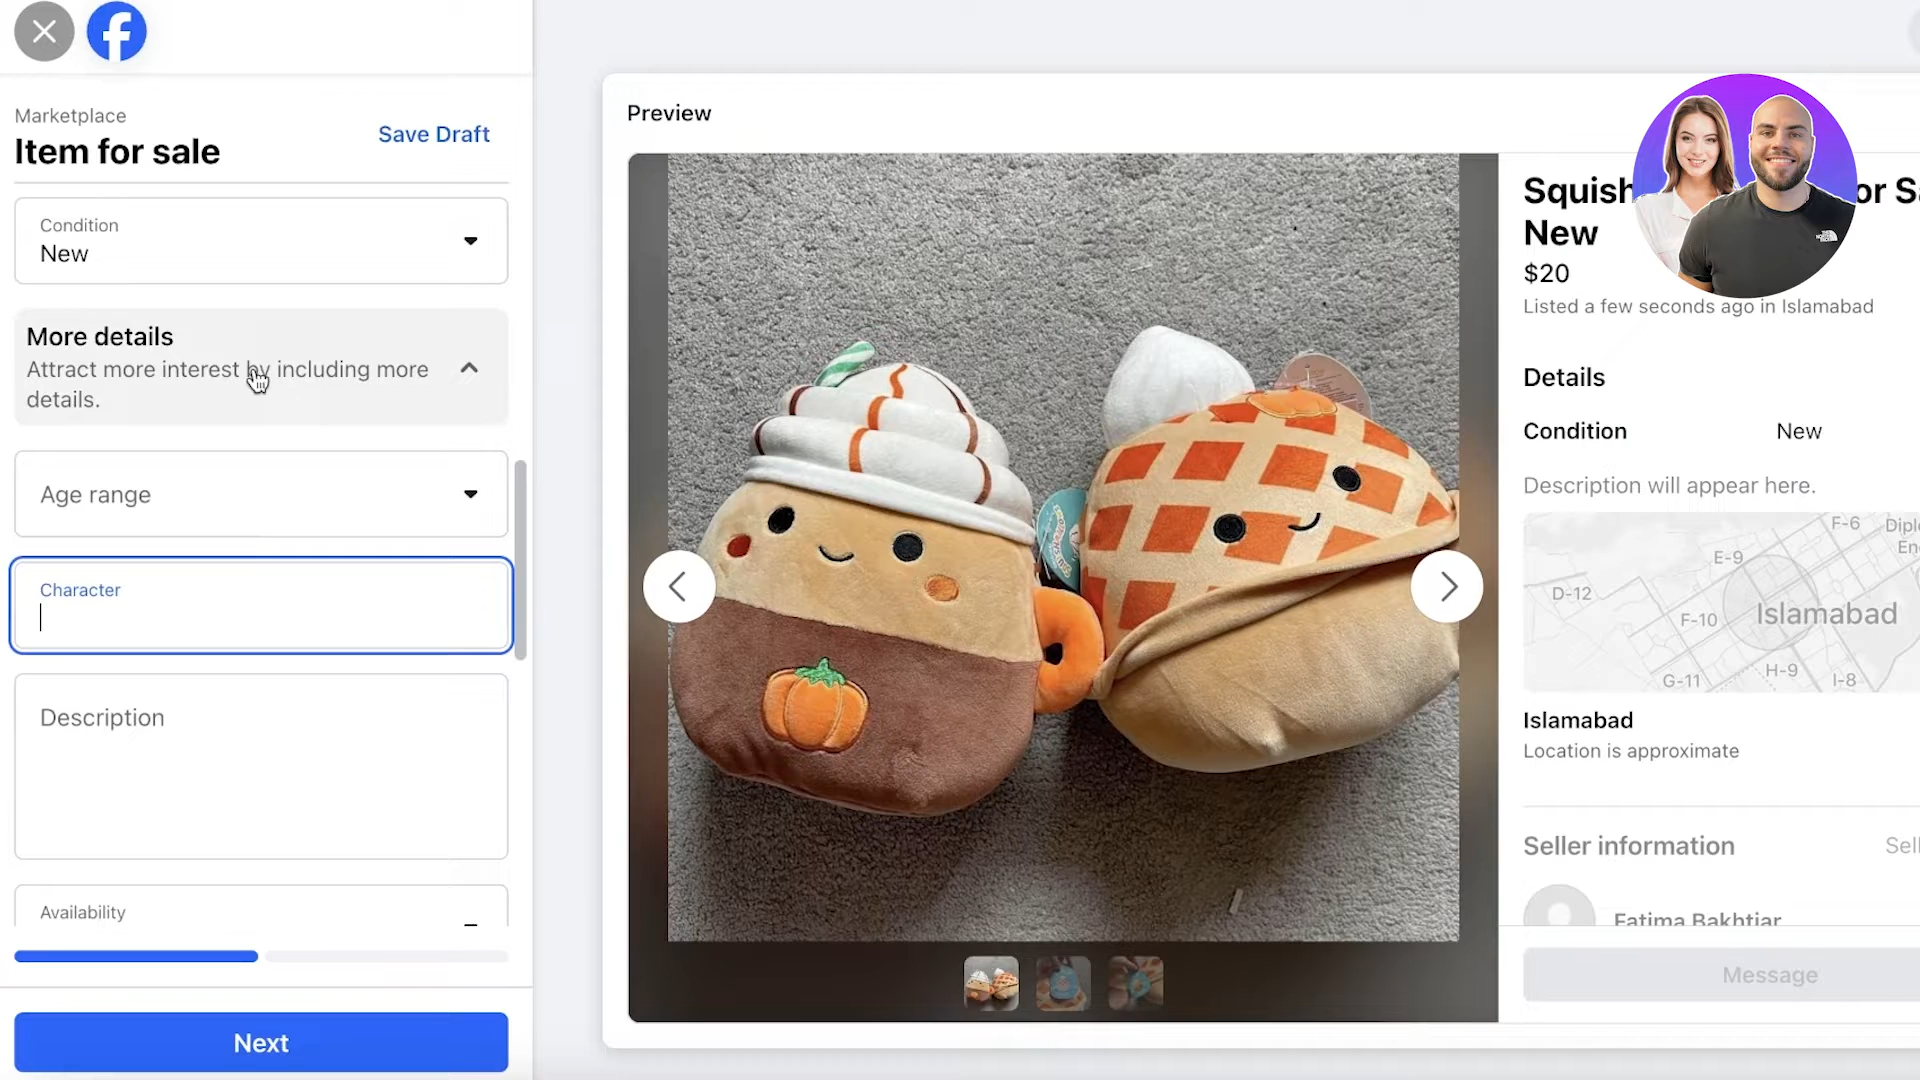 Marketplace
Item for sale
Save Draft
Condition
New
More details
Attract more interest by including more
details.
Age range
Character
Description
Availability
Next
Preview
New
$20
Listed a few seconds ago in Islamabad
Details
Condition
New
Description will appear here.
F-6
E-9
D-12
F-10
Islamabad
H-9
G-11
I-8
Islamabad
Location is approximate
Seller information
Fatima Bakhtiar
Message